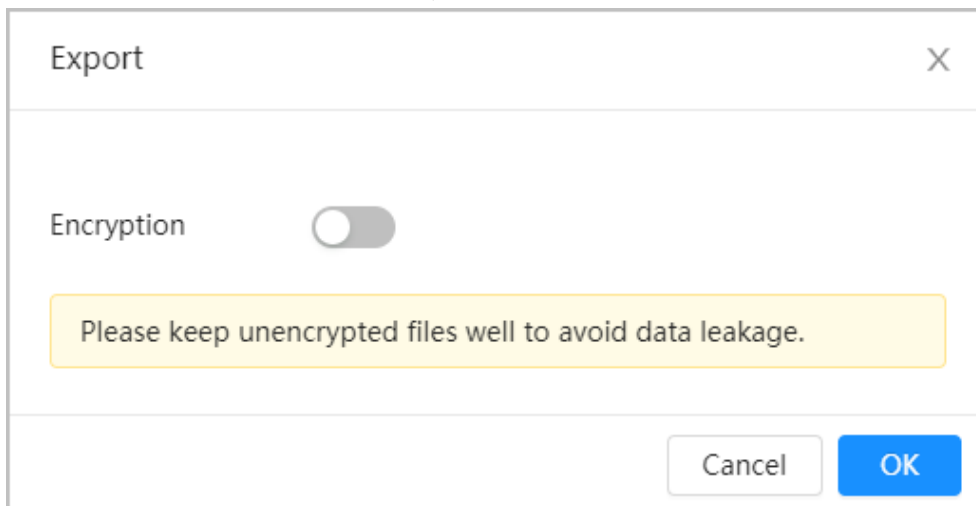 Export
X
Encryption
Please keep unencrypted files well to avoid data leakage.
Cancel OK